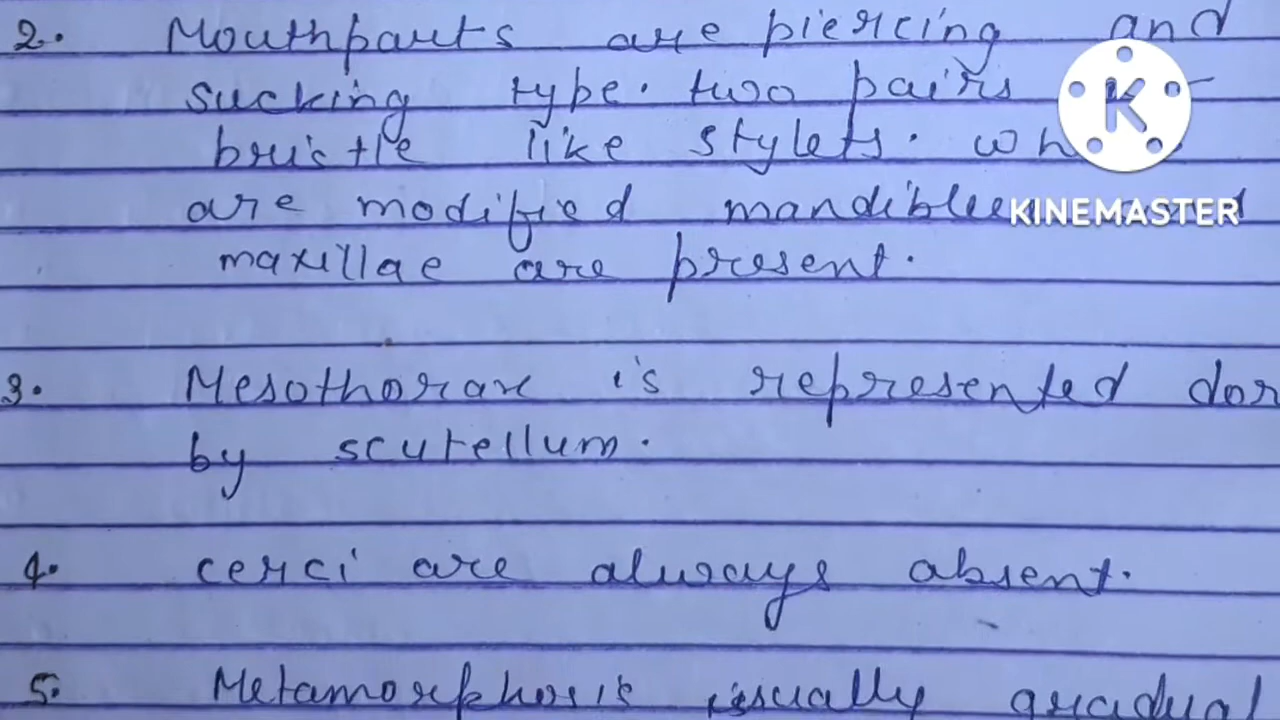 2. Mouthparts are piercing and
sucking type. two pairs
bristle like stylets.
are modified mandibles and
maxillae are present.
3. Mesothorax is represented dor
by scutellum.
4. cerci are always absent.
5. Metamorphosis usually gradual
K
KINEMASTER